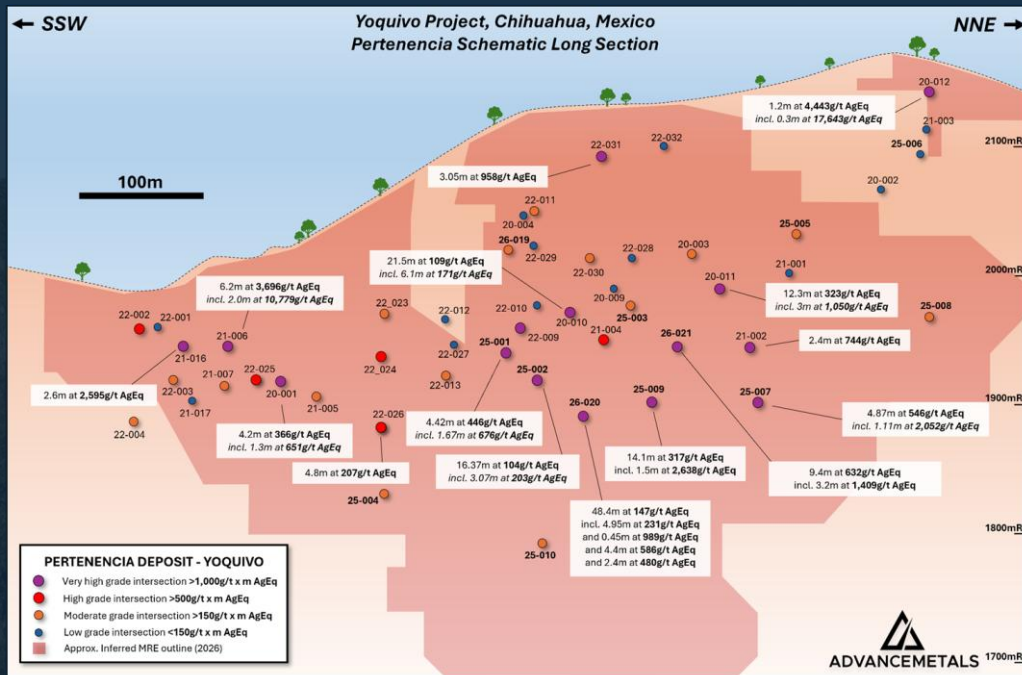 ← SSW
Yoquivo Project, Chihuahua, Mexico
Pertenencia Schematic Long Section
NNE →
20-012
1.2m at 4,443g/t AgEq
incl. 0.3m at 17,643g/t AgEq
21-003
25-006
2100mR
22-032
22-031
3.05m at 958g/t AgEq
100m
20-002
22-011
20-004
26-019
22-029
25-005
21.5m at 109g/t AgEq
incl. 6.1m at 171g/t AgEq
22-030
22-028
20-003
21-001
2000mR
20-011
12.3m at 323g/t AgEq
incl. 3m at 1,050g/t AgEq
6.2m at 3,696g/t AgEq
incl. 2.0m at 10,779g/t AgEq
22_023
22-012
22-010
20-010
20-009
25-003
25-008
22-002
22-001
21-006
22-009
21-004
26-021
21-002
2.4m at 744g/t AgEq
21-016
22-027
25-001
22_024
25-002
2.6m at 2,595g/t AgEq
22-003
21-007
22-025
20-001
21-005
22-013
25-009
25-007
21-017
26-020
1900mR
22-004
22-026
4.2m at 366g/t AgEq
incl. 1.3m at 651g/t AgEq
4.42m at 446g/t AgEq
incl. 1.67m at 676g/t AgEq
4.87m at 546g/t AgEq
incl. 1.11m at 2,052g/t AgEq
4.8m at 207g/t AgEq
16.37m at 104g/t AgEq
incl. 3.07m at 203g/t AgEq
14.1m at 317g/t AgEq
incl. 1.5m at 2,638g/t AgEq
9.4m at 632g/t AgEq
incl. 3.2m at 1,409g/t AgEq
25-004
48.4m at 147g/t AgEq
incl. 4.95m at 231g/t AgEq
and 0.45m at 989g/t AgEq
and 4.4m at 586g/t AgEq
and 2.4m at 480g/t AgEq
1800mR
25-010
PERTENENCIA DEPOSIT - YOQUIVO
Very high grade intersection >1,000g/t x m AgEq
High grade intersection >500g/t x m AgEq
Moderate grade intersection >150g/t x m AgEq
Low grade intersection <150g/t x m AgEq
Approx. Inferred MRE outline (2026)
ADVANCEMETALS
1700mR